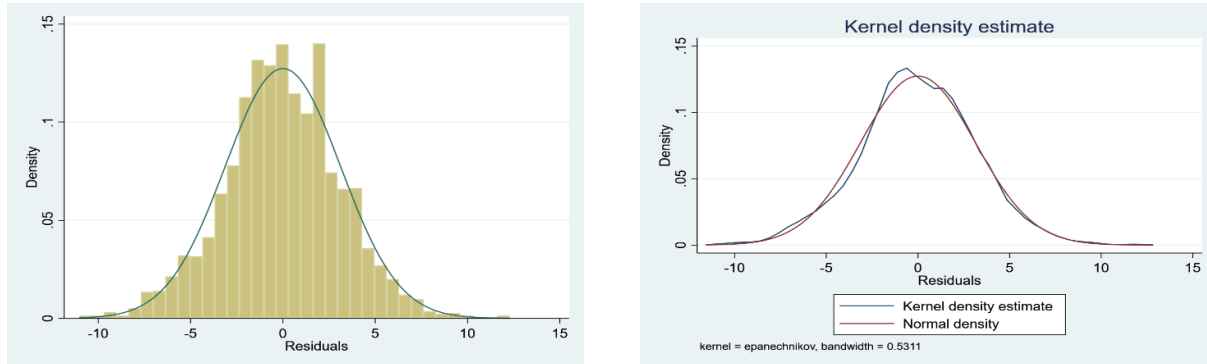 .15
.1
.05
0
Density
-10 -5 0 5 10 15
Residuals
Kernel density estimate
.15
.1
.05
0
Density
-10 -5 0 5 10 15
Residuals
Kernel density estimate
Normal density
kernel = epanechnikov, bandwidth = 0.5311